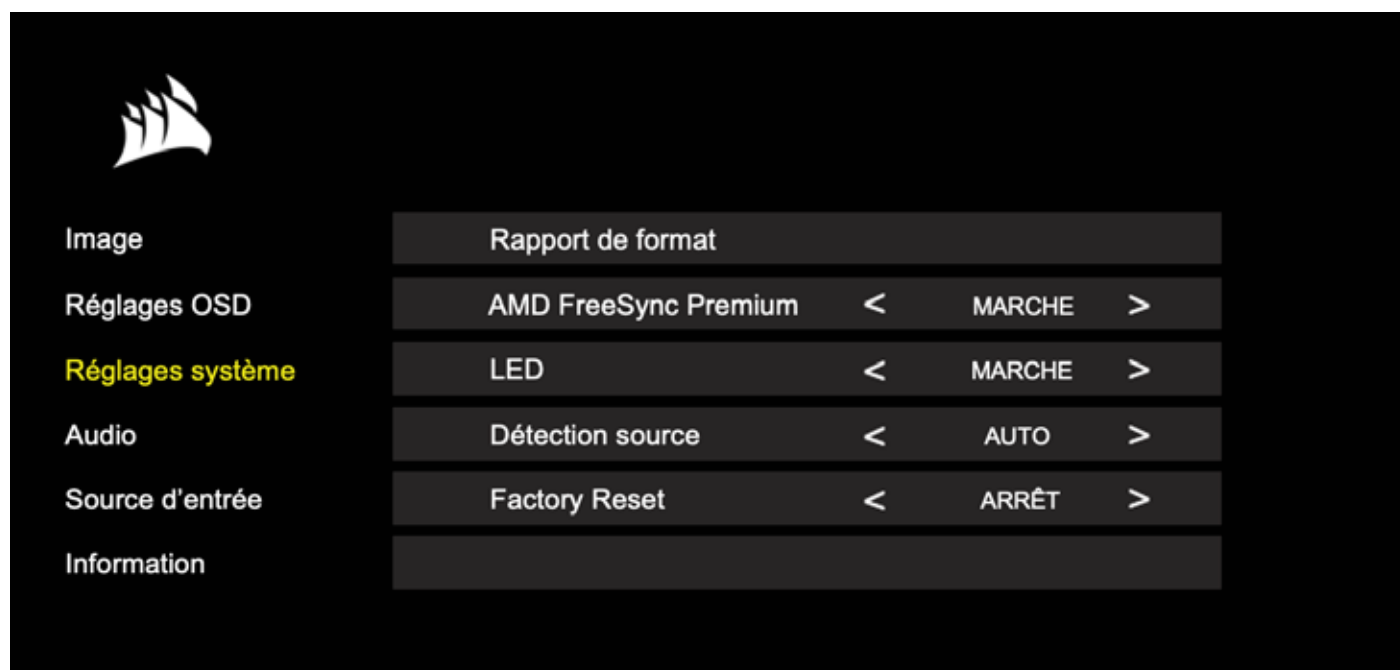 Image Rapport de format
Réglages OSD AMD FreeSync Premium < MARCHE >
Réglages système LED < MARCHE >
Audio Détection source < AUTO >
Source d’entrée Factory Reset < ARRÊT >
Information